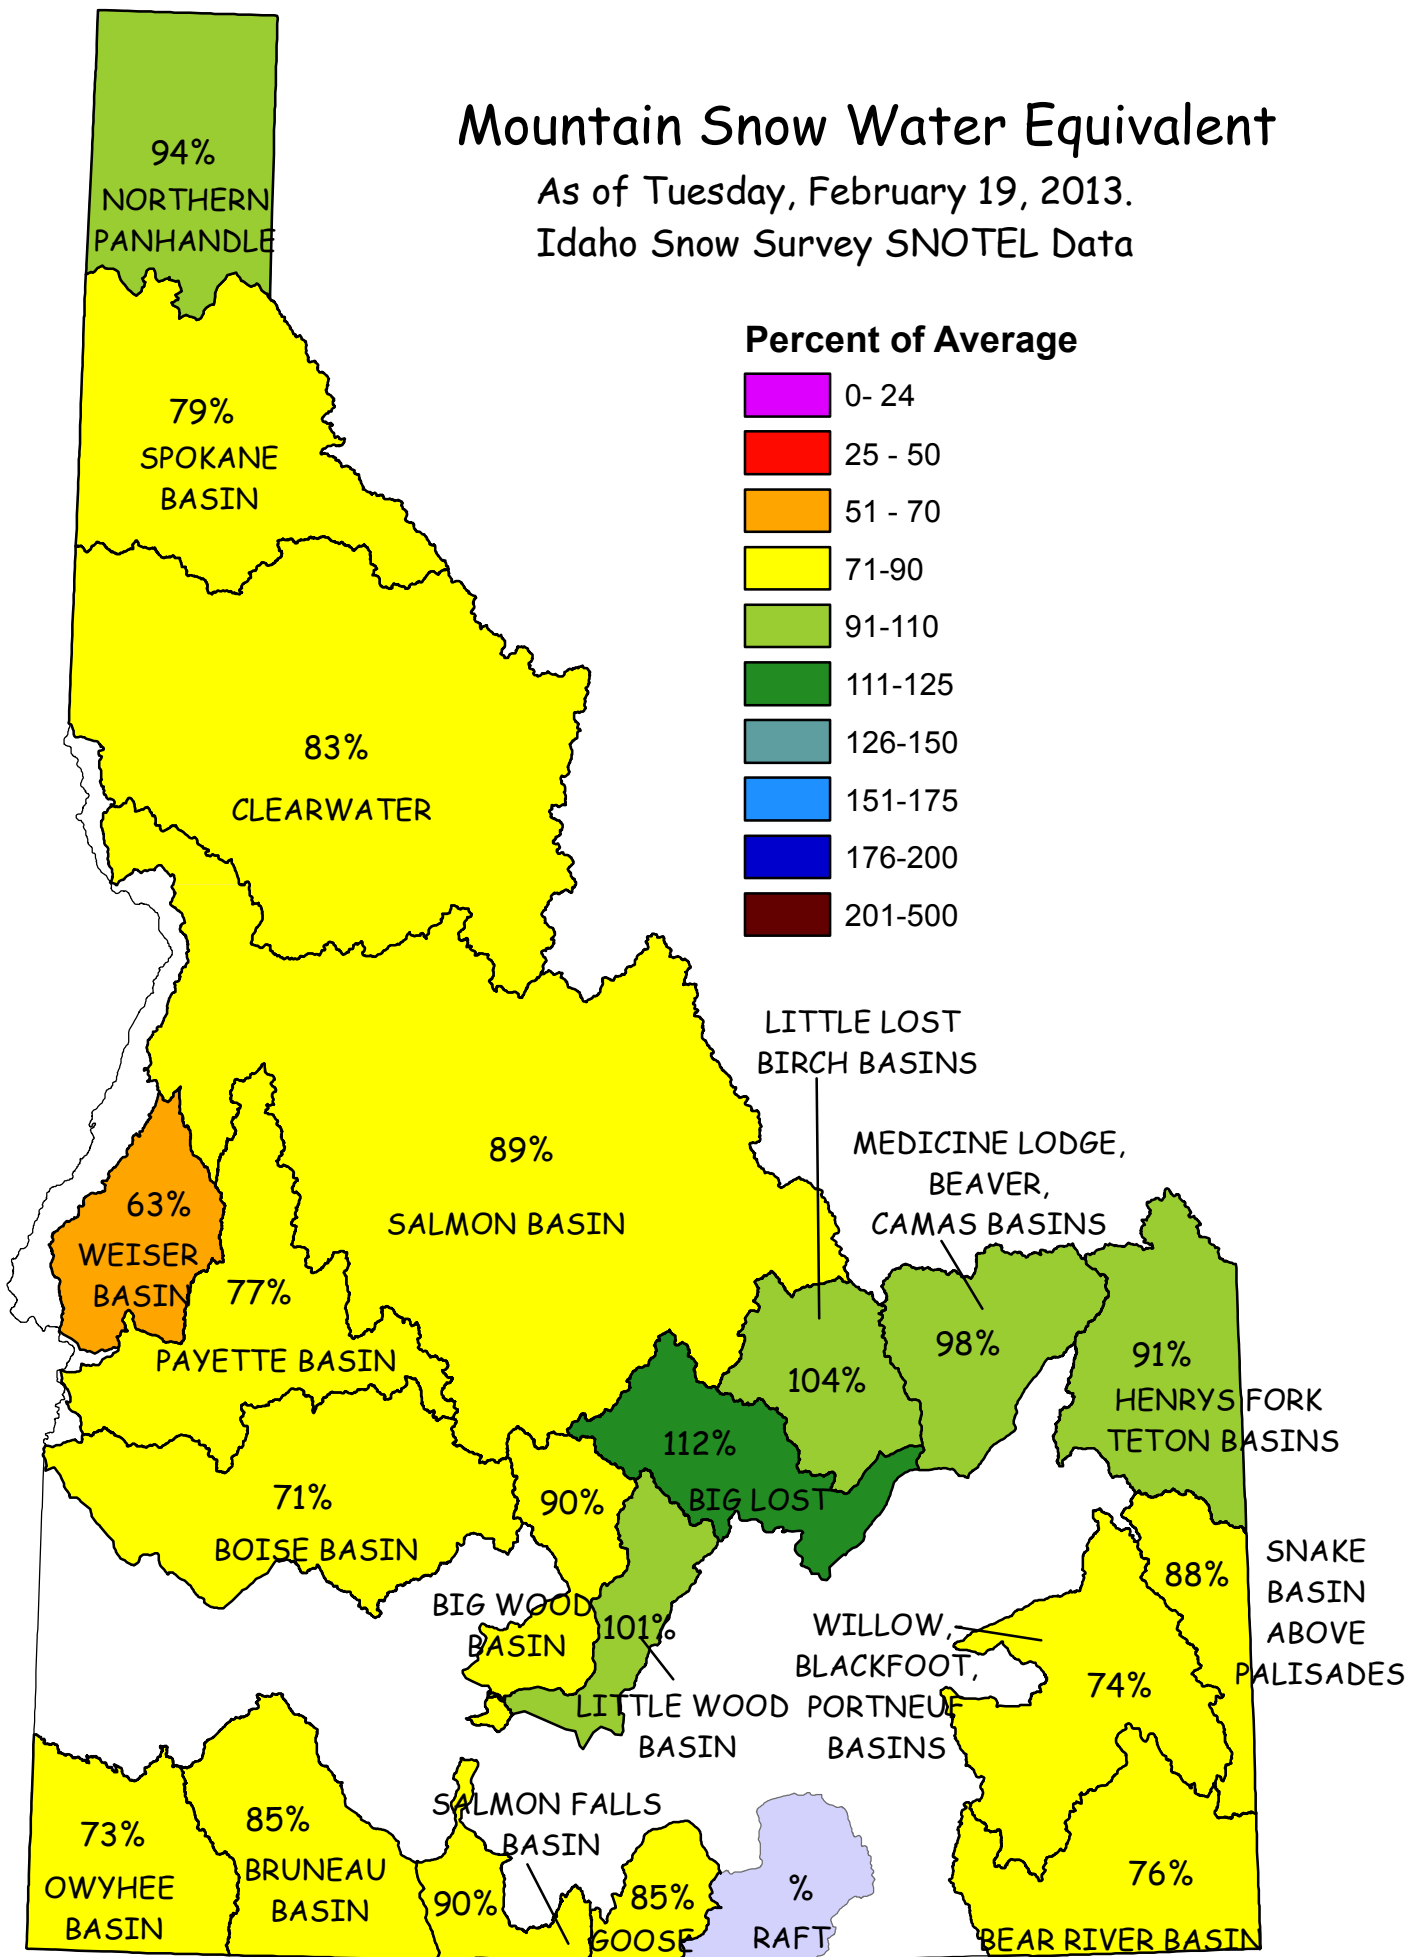 Mountain Snow Water Equivalent
As of Tuesday, February 19, 2013.
Idaho Snow Survey SNOTEL Data
Percent of Average
0- 24
25 - 50
51 - 70
71-90
91-110
111-125
126-150
151-175
176-200
201-500
94%
NORTHERN
PANHANDLE
79%
SPOKANE
BASIN
83%
CLEARWATER
LITTLE LOST
BIRCH BASINS
MEDICINE LODGE,
BEAVER,
CAMAS BASINS
89%
SALMON BASIN
63%
WEISER
BASIN
77%
PAYETTE BASIN
104%
98%
91%
HENRYS FORK
TETON BASINS
112%
BIG LOST
71%
BOISE BASIN
90%
BIG WOOD
BASIN
101%
LITTLE WOOD
BASIN
88%
SNAKE
BASIN
ABOVE
PALISADES
WILLOW,
BLACKFOOT,
PORTNEUF
BASINS
74%
73%
OWYHEE
BASIN
85%
BRUNEAU
BASIN
SALMON FALLS
BASIN
90%
85%
GOOSE
%
RAFT
76%
BEAR RIVER BASIN